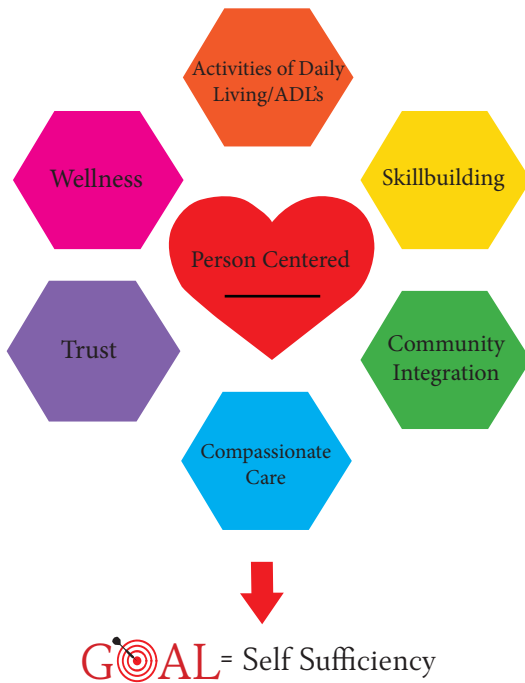 Activities of Daily
Living/ADL's
Wellness
Skillbuilding
Person Centered
Trust
Community
Integration
Compassionate
Care
GOAL = Self Sufficiency